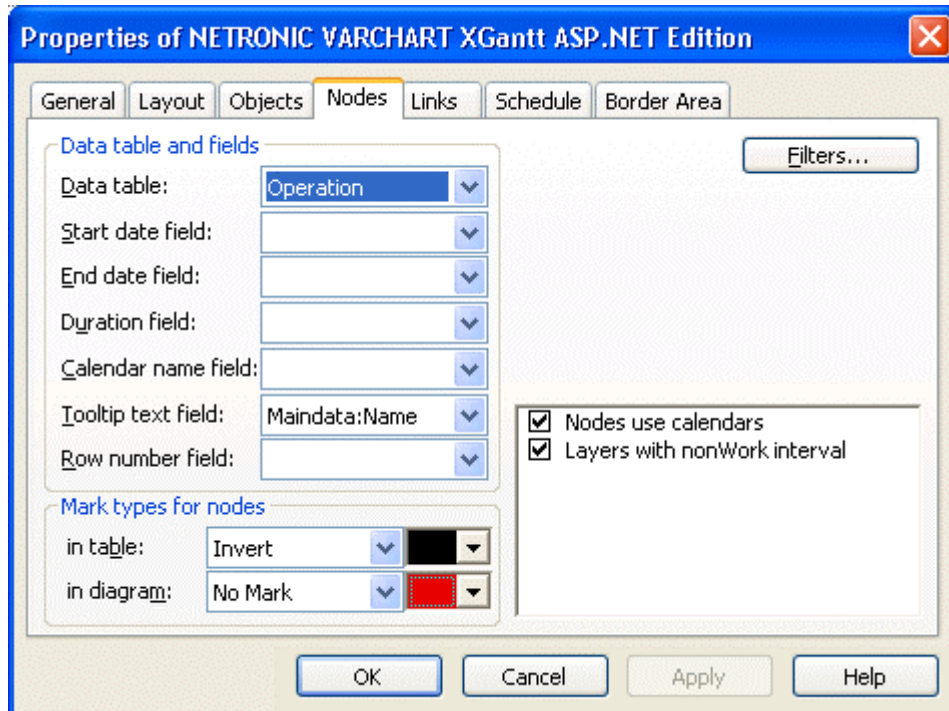 Properties of NETRONIC VARCHART XGantt ASP.NET Edition
General Layout Objects Nodes Links Schedule Border Area
Data table and fields
Filters...
Data table: Operation
Start date field:
End date field:
Duration field:
Calendar name field:
Tooltip text field: Maindata:Name
Row number field:
Nodes use calendars
Layers with nonWork interval
Mark types for nodes
in table: Invert
in diagram: No Mark
OK Cancel Apply Help